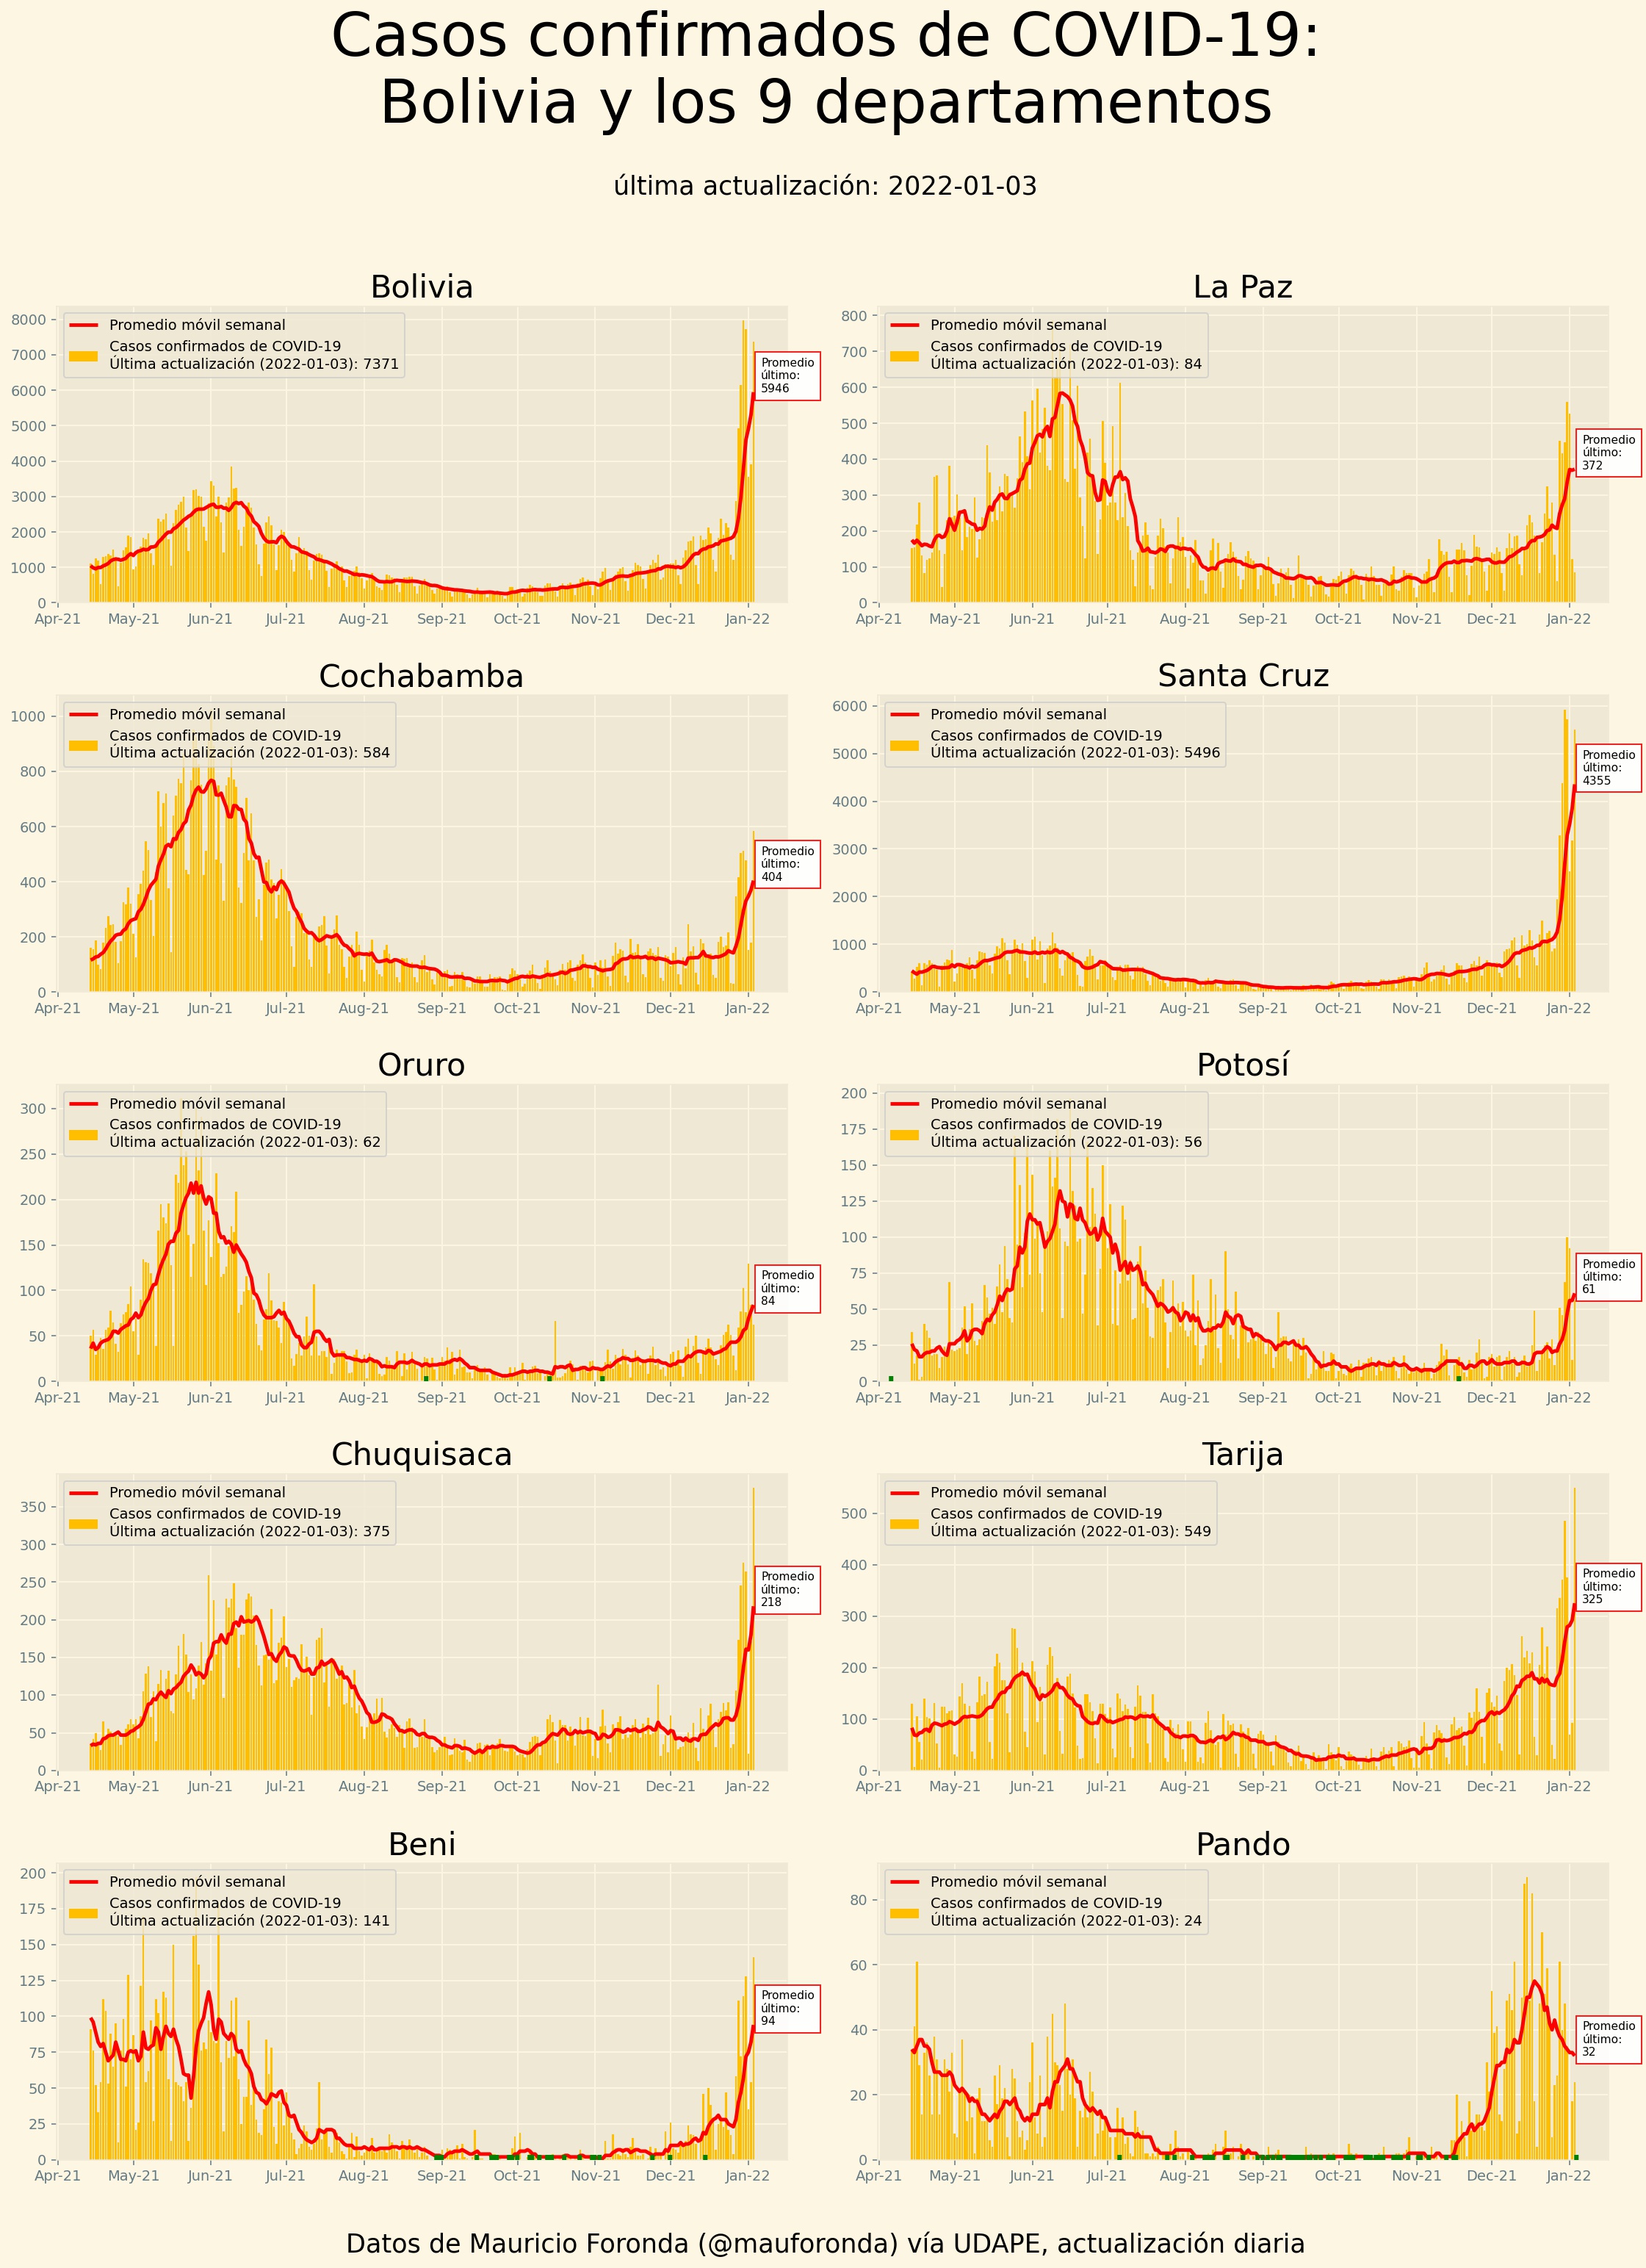 Casos confirmados de COVID-19:
Bolivia y los 9 departamentos
última actualización: 2022-01-03
Bolivia
Promedio móvil semanal
Casos confirmados de COVID-19
Última actualización (2022-01-03): 7371
Promedio
último:
5946
8000
7000
6000
5000
4000
3000
2000
1000
0
Apr-21 May-21 Jun-21 Jul-21 Aug-21 Sep-21 Oct-21 Nov-21 Dec-21 Jan-22
La Paz
Promedio móvil semanal
Casos confirmados de COVID-19
Última actualización (2022-01-03): 84
Promedio
último:
372
800
700
600
500
400
300
200
100
0
Apr-21 May-21 Jun-21 Jul-21 Aug-21 Sep-21 Oct-21 Nov-21 Dec-21 Jan-22
Cochabamba
Promedio móvil semanal
Casos confirmados de COVID-19
Última actualización (2022-01-03): 584
Promedio
último:
404
1000
800
600
400
200
0
Apr-21 May-21 Jun-21 Jul-21 Aug-21 Sep-21 Oct-21 Nov-21 Dec-21 Jan-22
Santa Cruz
Promedio móvil semanal
Casos confirmados de COVID-19
Última actualización (2022-01-03): 5496
Promedio
último:
4355
6000
5000
4000
3000
2000
1000
0
Apr-21 May-21 Jun-21 Jul-21 Aug-21 Sep-21 Oct-21 Nov-21 Dec-21 Jan-22
Oruro
Promedio móvil semanal
Casos confirmados de COVID-19
Última actualización (2022-01-03): 62
Promedio
último:
84
300
250
200
150
100
50
0
Apr-21 May-21 Jun-21 Jul-21 Aug-21 Sep-21 Oct-21 Nov-21 Dec-21 Jan-22
Potosí
Promedio móvil semanal
Casos confirmados de COVID-19
Última actualización (2022-01-03): 56
Promedio
último:
61
200
175
150
125
100
75
50
25
0
Apr-21 May-21 Jun-21 Jul-21 Aug-21 Sep-21 Oct-21 Nov-21 Dec-21 Jan-22
Chuquisaca
Promedio móvil semanal
Casos confirmados de COVID-19
Última actualización (2022-01-03): 375
Promedio
último:
218
350
300
250
200
150
100
50
0
Apr-21 May-21 Jun-21 Jul-21 Aug-21 Sep-21 Oct-21 Nov-21 Dec-21 Jan-22
Tarija
Promedio móvil semanal
Casos confirmados de COVID-19
Última actualización (2022-01-03): 549
Promedio
último:
325
500
400
300
200
100
0
Apr-21 May-21 Jun-21 Jul-21 Aug-21 Sep-21 Oct-21 Nov-21 Dec-21 Jan-22
Beni
Promedio móvil semanal
Casos confirmados de COVID-19
Última actualización (2022-01-03): 141
Promedio
último:
94
200
175
150
125
100
75
50
25
0
Apr-21 May-21 Jun-21 Jul-21 Aug-21 Sep-21 Oct-21 Nov-21 Dec-21 Jan-22
Pando
Promedio móvil semanal
Casos confirmados de COVID-19
Última actualización (2022-01-03): 24
Promedio
último:
32
80
60
40
20
0
Apr-21 May-21 Jun-21 Jul-21 Aug-21 Sep-21 Oct-21 Nov-21 Dec-21 Jan-22
Datos de Mauricio Foronda (@mauforonda) vía UDAPE, actualización diaria